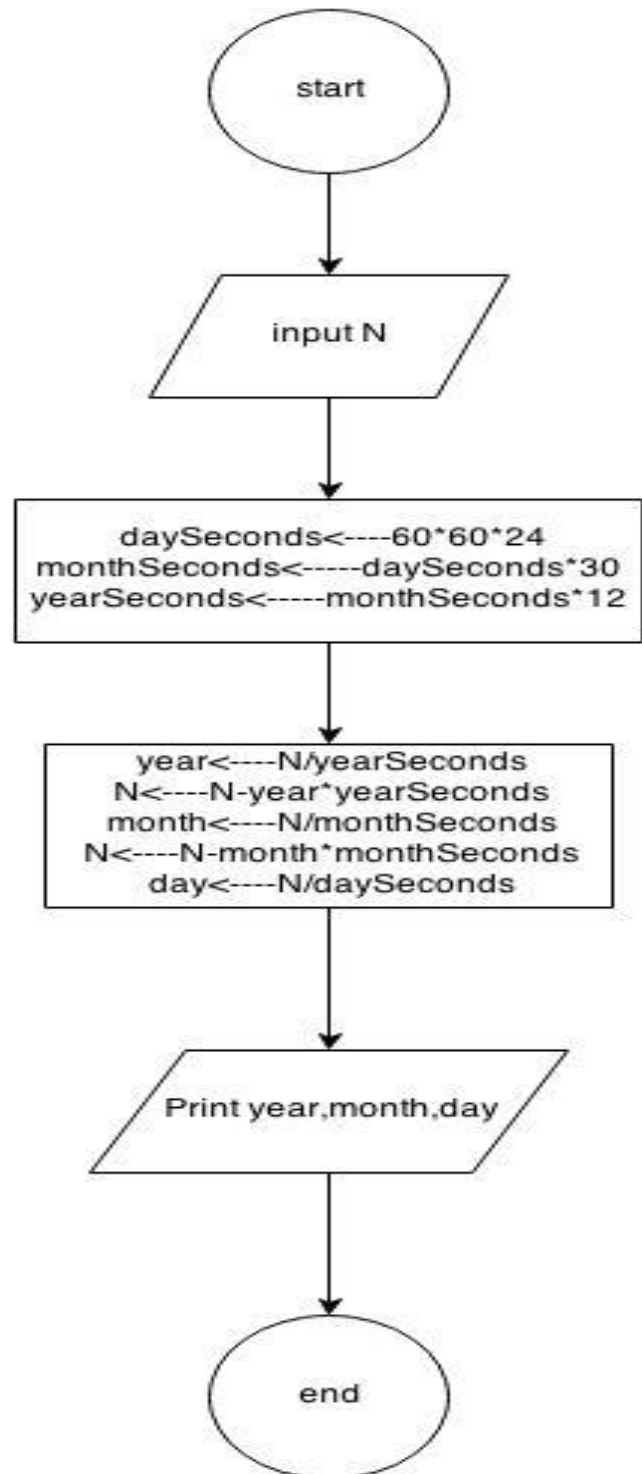 start
input N
daySeconds<----60*60*24
monthSeconds<-----daySeconds*30
yearSeconds<-----monthSeconds*12
year<----N/yearSeconds
N<----N-year*yearSeconds
month<----N/monthSeconds
N<----N-month*monthSeconds
day<----N/daySeconds
Print year,month,day
end